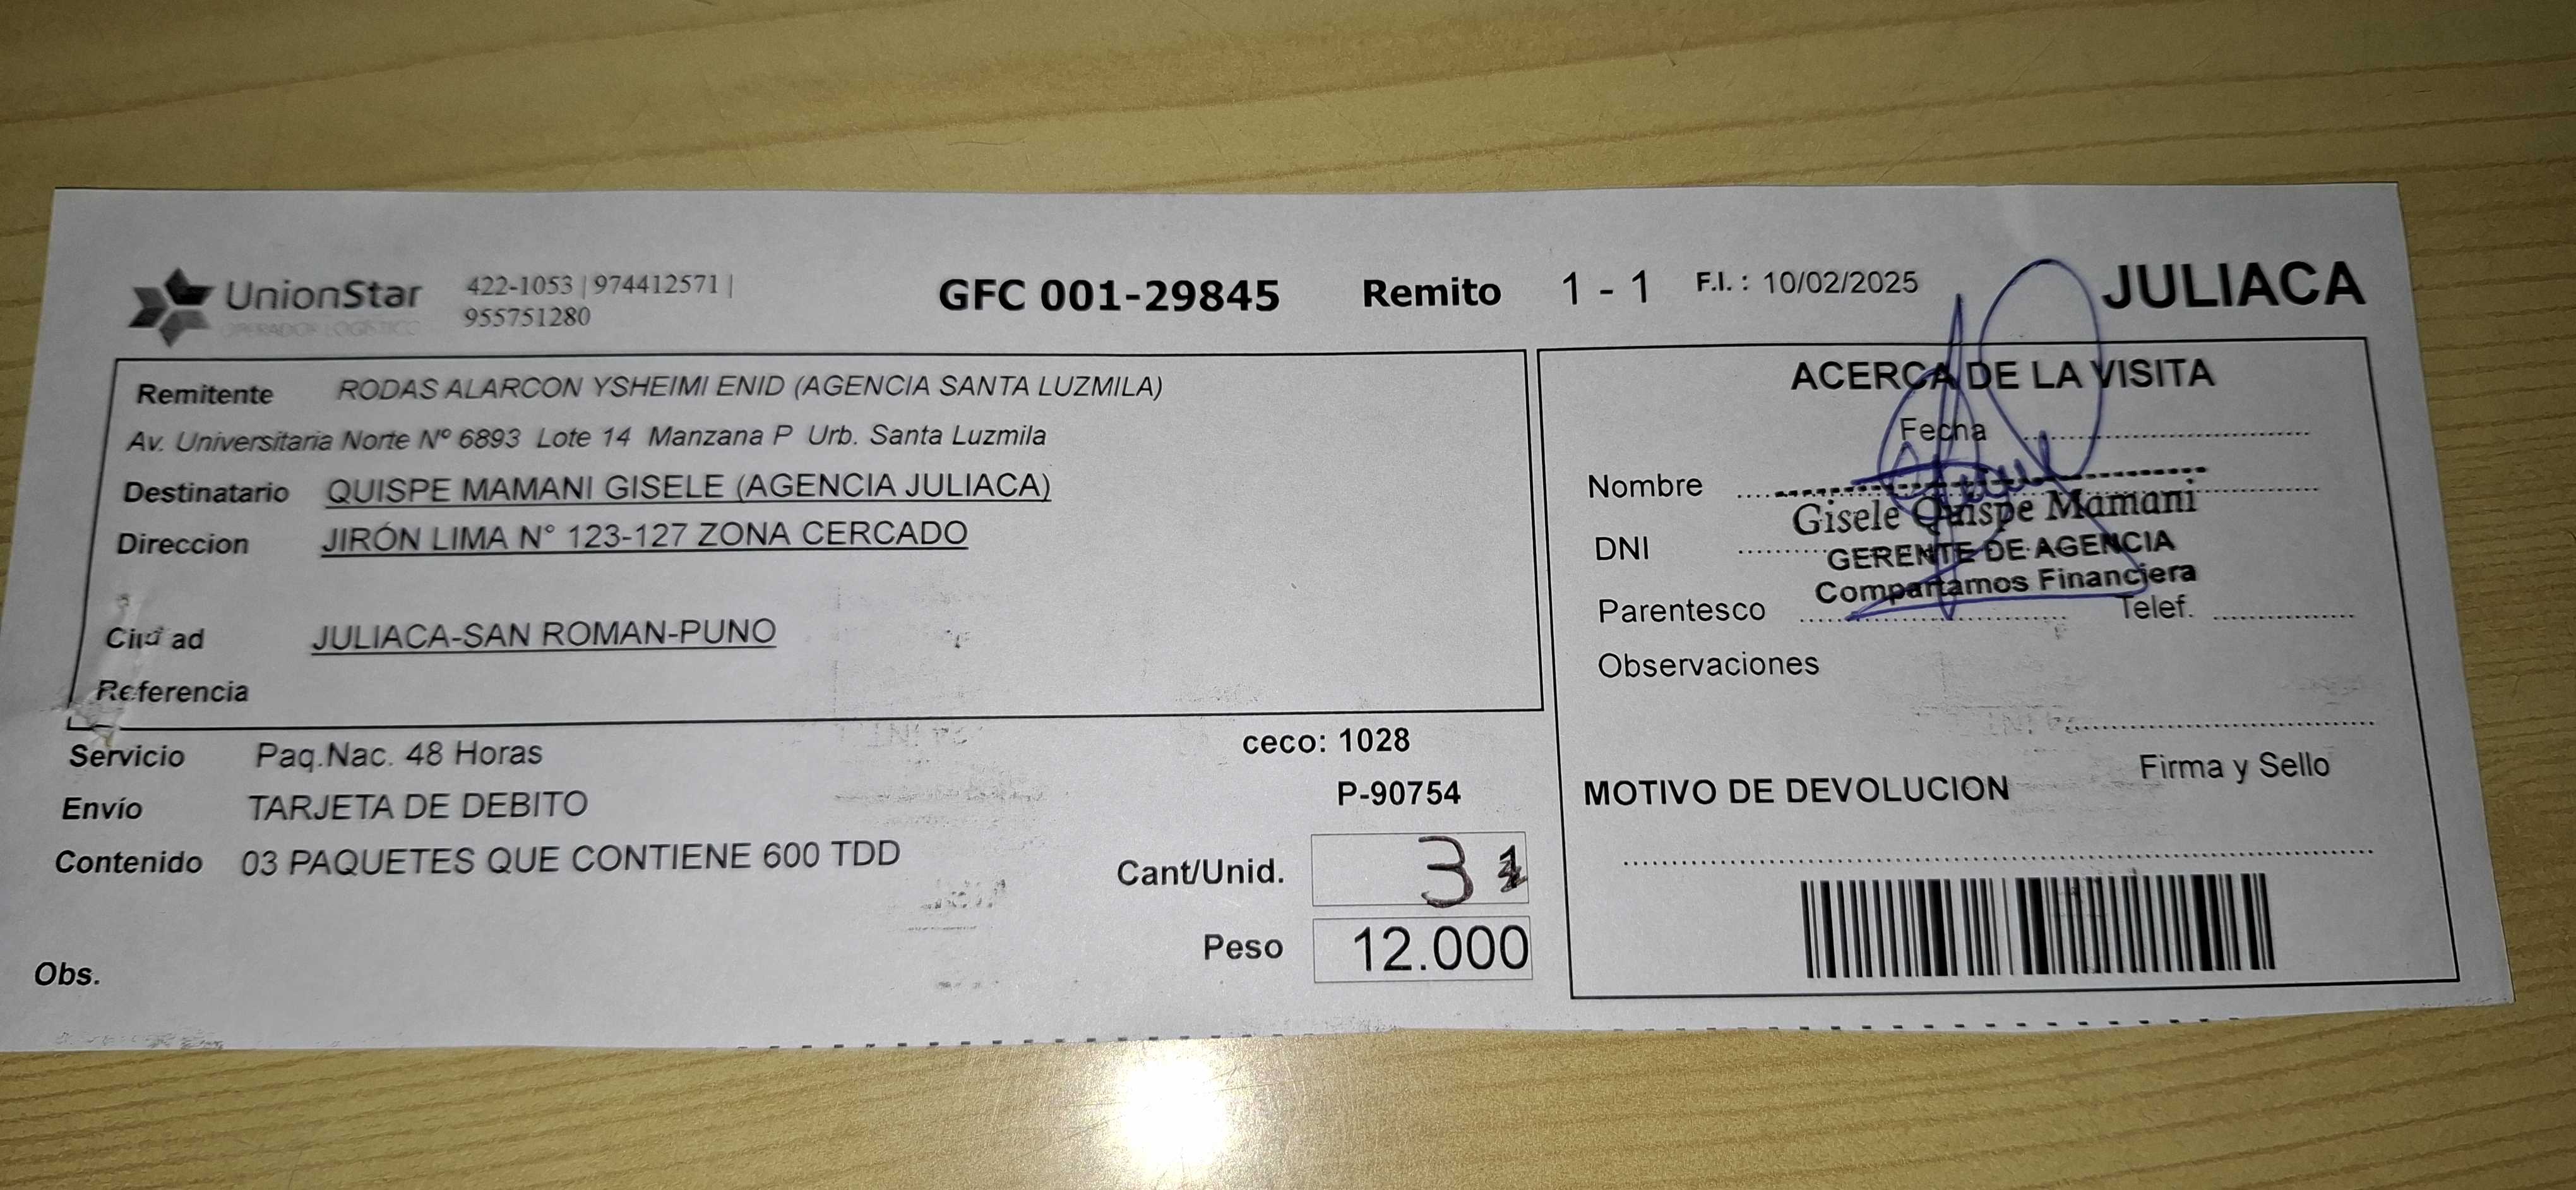 UnionStar
OPERADOR LOGISTICO
422-1053 | 974412571 |
955751280
GFC 001-29845 Remito 1 - 1 F.I. : 10/02/2025 JULIACA
Remitente RODAS ALARCON YSHEIMI ENID (AGENCIA SANTA LUZMILA)
Av. Universitaria Norte Nº 6893 Lote 14 Manzana P Urb. Santa Luzmila
Destinatario QUISPE MAMANI GISELE (AGENCIA JULIACA)
Direccion JIRÓN LIMA N° 123-127 ZONA CERCADO
Ciudad JULIACA-SAN ROMAN-PUNO
Referencia
Servicio Paq.Nac. 48 Horas
Envío TARJETA DE DEBITO
Contenido 03 PAQUETES QUE CONTIENE 600 TDD
Obs.
ceco: 1028
P-90754
Cant/Unid. 3
Peso 12.000
ACERCA DE LA VISITA
Fecha
Nombre
Gisele Quispe Mamani
DNI
GERENTE DE AGENCIA
Compartamos Financiera
Parentesco Telef.
Observaciones
Firma y Sello
MOTIVO DE DEVOLUCION